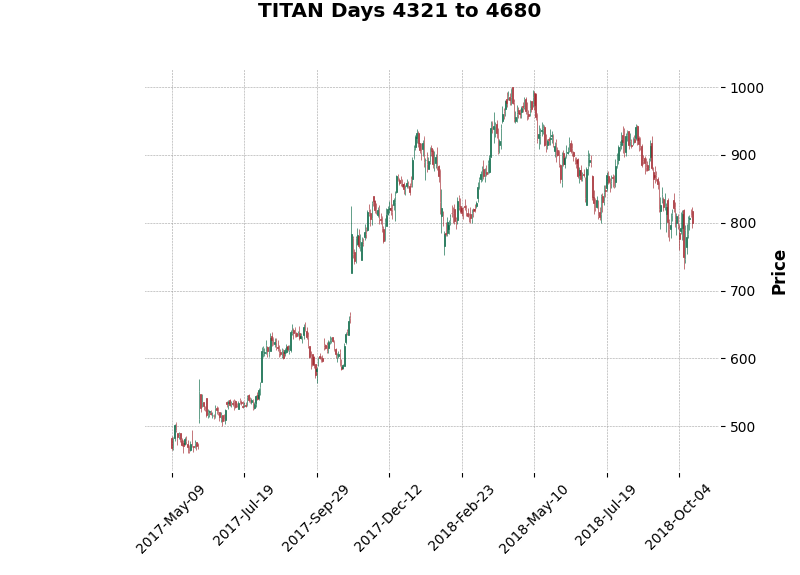 TITAN Days 4321 to 4680
1000
900
800
700
600
500
Price
2017-May-09
2017-Jul-19
2017-Sep-29
2017-Dec-12
2018-Feb-23
2018-May-10
2018-Jul-19
2018-Oct-04